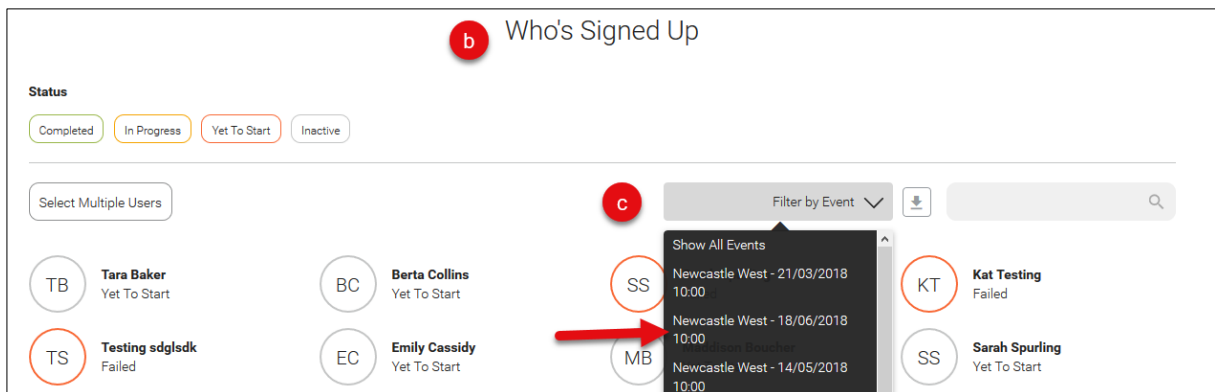 b Who's Signed Up
Status
Completed In Progress Yet To Start Inactive
Select Multiple Users c Filter by Event
Show All Events
Newcastle West - 21/03/2018
10:00
Newcastle West - 18/06/2018
10:00
Newcastle West - 14/05/2018
10:00
TB Tara Baker
Yet To Start
BC Berta Collins
Yet To Start
SS
KT Kat Testing
Failed
TS Testing sdglsdk
Failed
EC Emily Cassidy
Yet To Start
MB Maddison Boucher
SS Sarah Spurling
Yet To Start